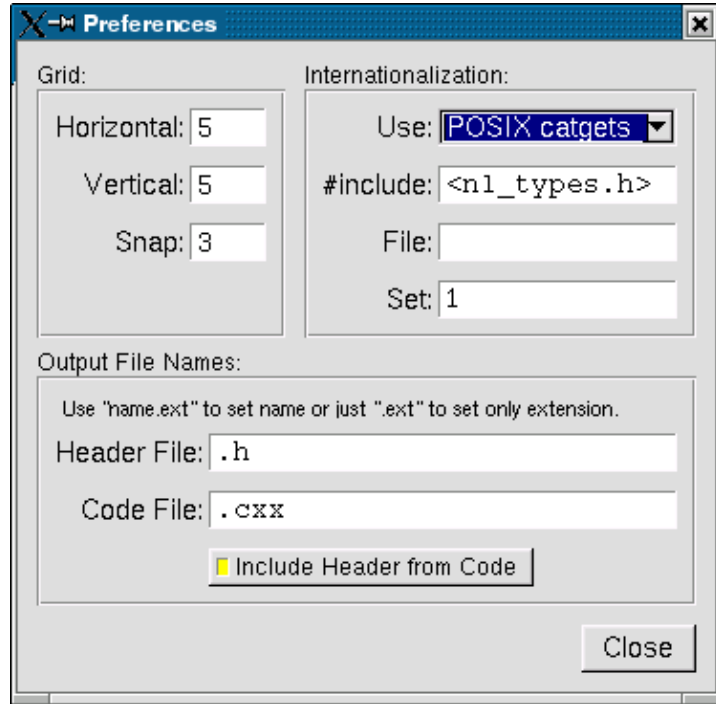 Preferences
Grid:
Horizontal: 5
Vertical: 5
Snap: 3
Internationalization:
Use: POSIX catgets
#include: <nl_types.h>
File:
Set: 1
Output File Names:
Use "name.ext" to set name or just ".ext" to set only extension.
Header File: .h
Code File: .cxx
Include Header from Code
Close